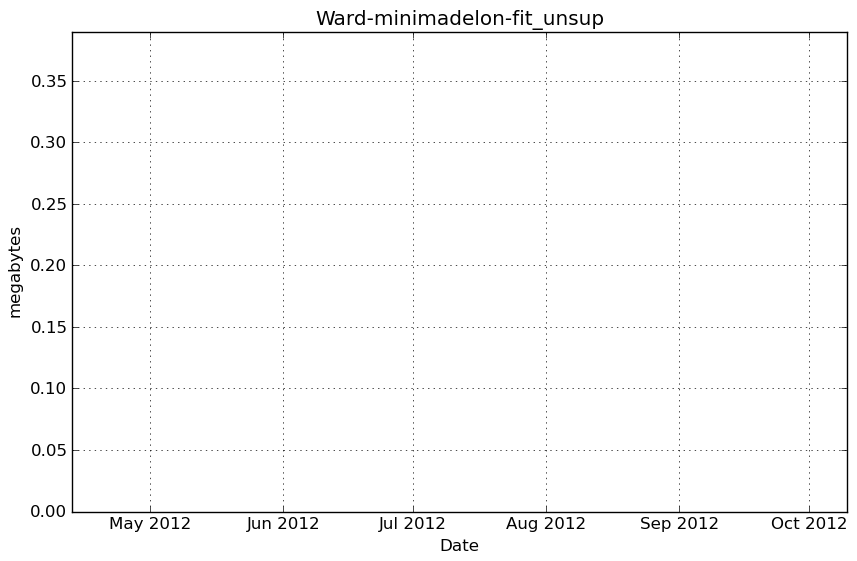 Ward-minimadelon-fit_unsup
0.35
0.30
0.25
0.20
0.15
0.10
0.05
0.00
megabytes
May 2012 Jun 2012 Jul 2012 Aug 2012 Sep 2012 Oct 2012
Date